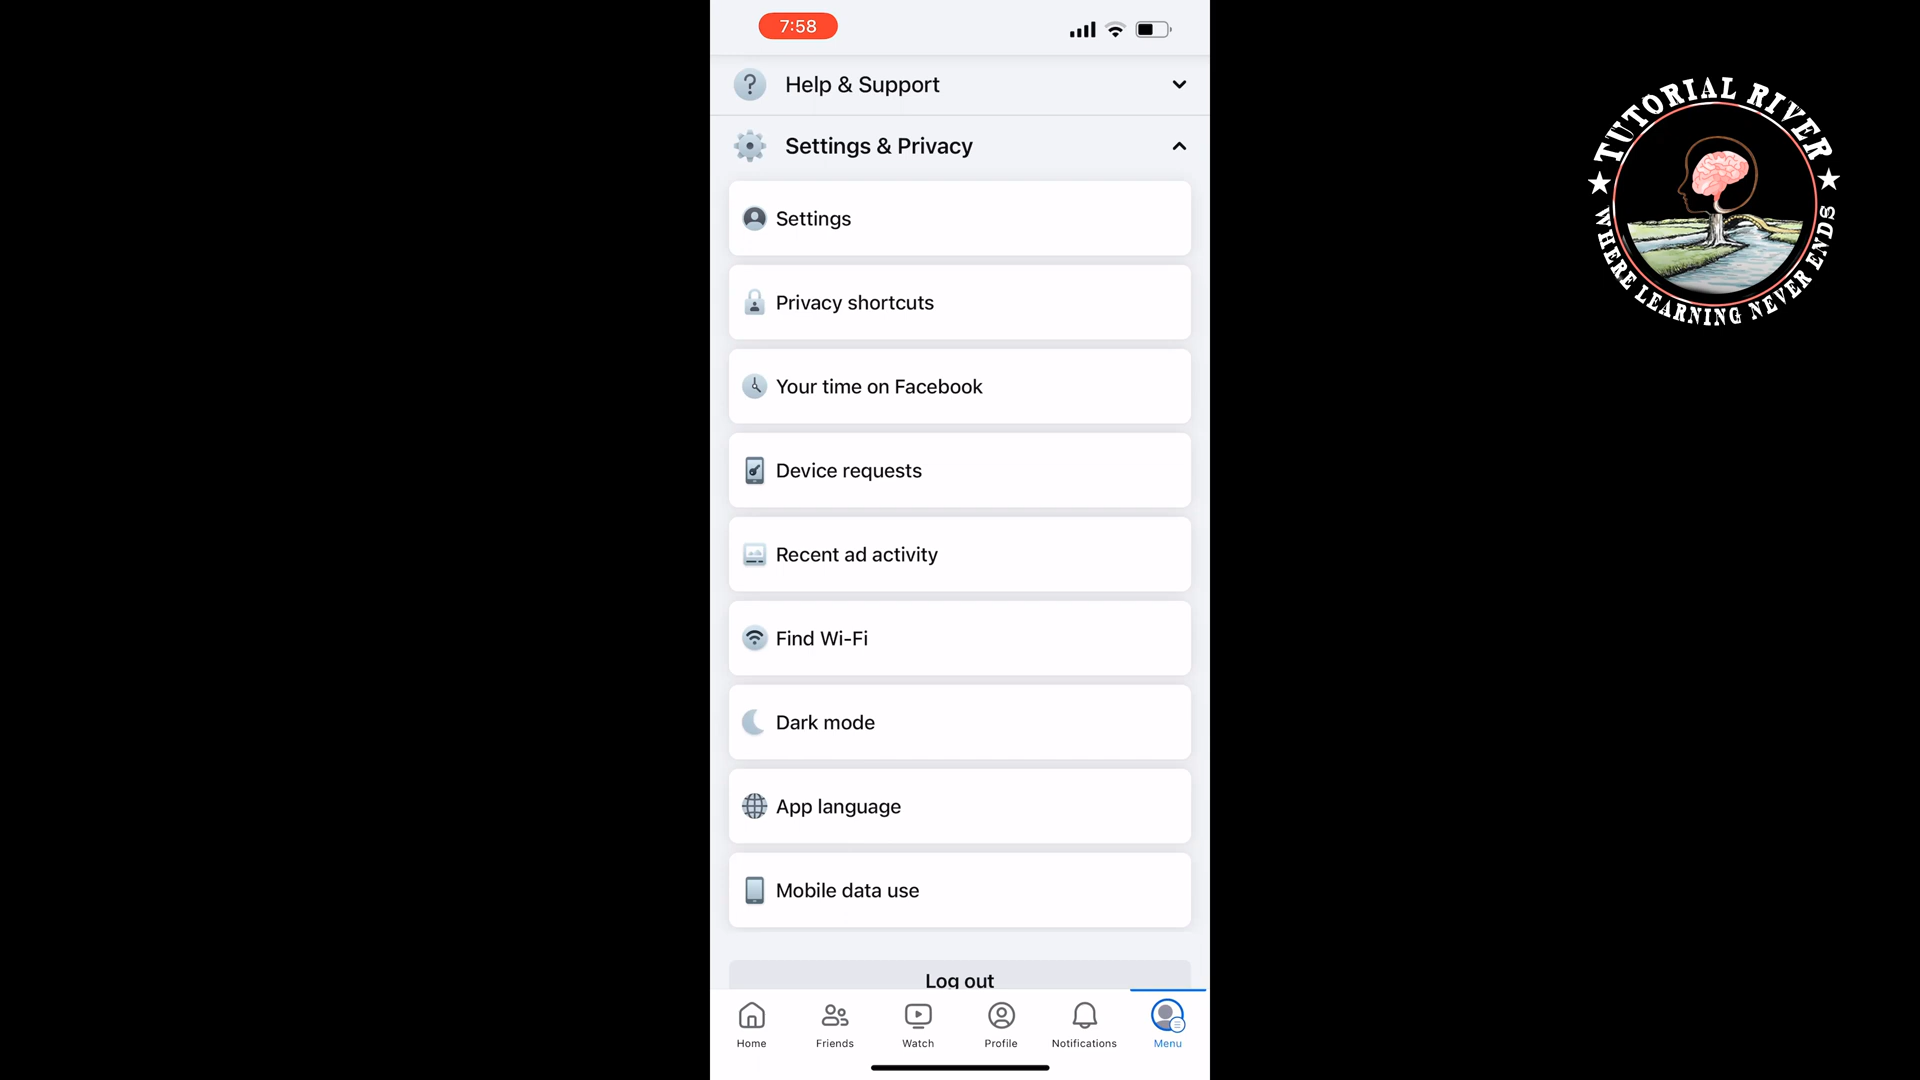 7:58
Help & Support
Settings & Privacy
Settings
Privacy shortcuts
Your time on Facebook
Device requests
Recent ad activity
Find Wi-Fi
Dark mode
App language
Mobile data use
Log out
Home
Friends
Watch
Profile
Notifications
Menu
TUTORIAL RIVER
WHERE LEARNING NEVER ENDS